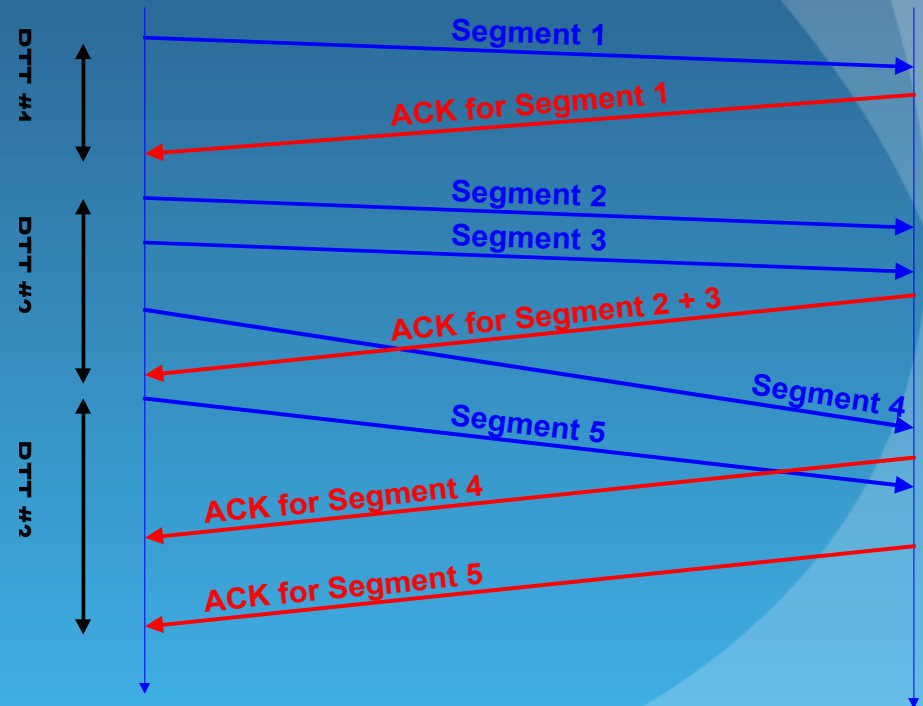 Segment 1
ACK for Segment 1
Segment 2
Segment 3
ACK for Segment 2 + 3
Segment 4
Segment 5
ACK for Segment 4
ACK for Segment 5